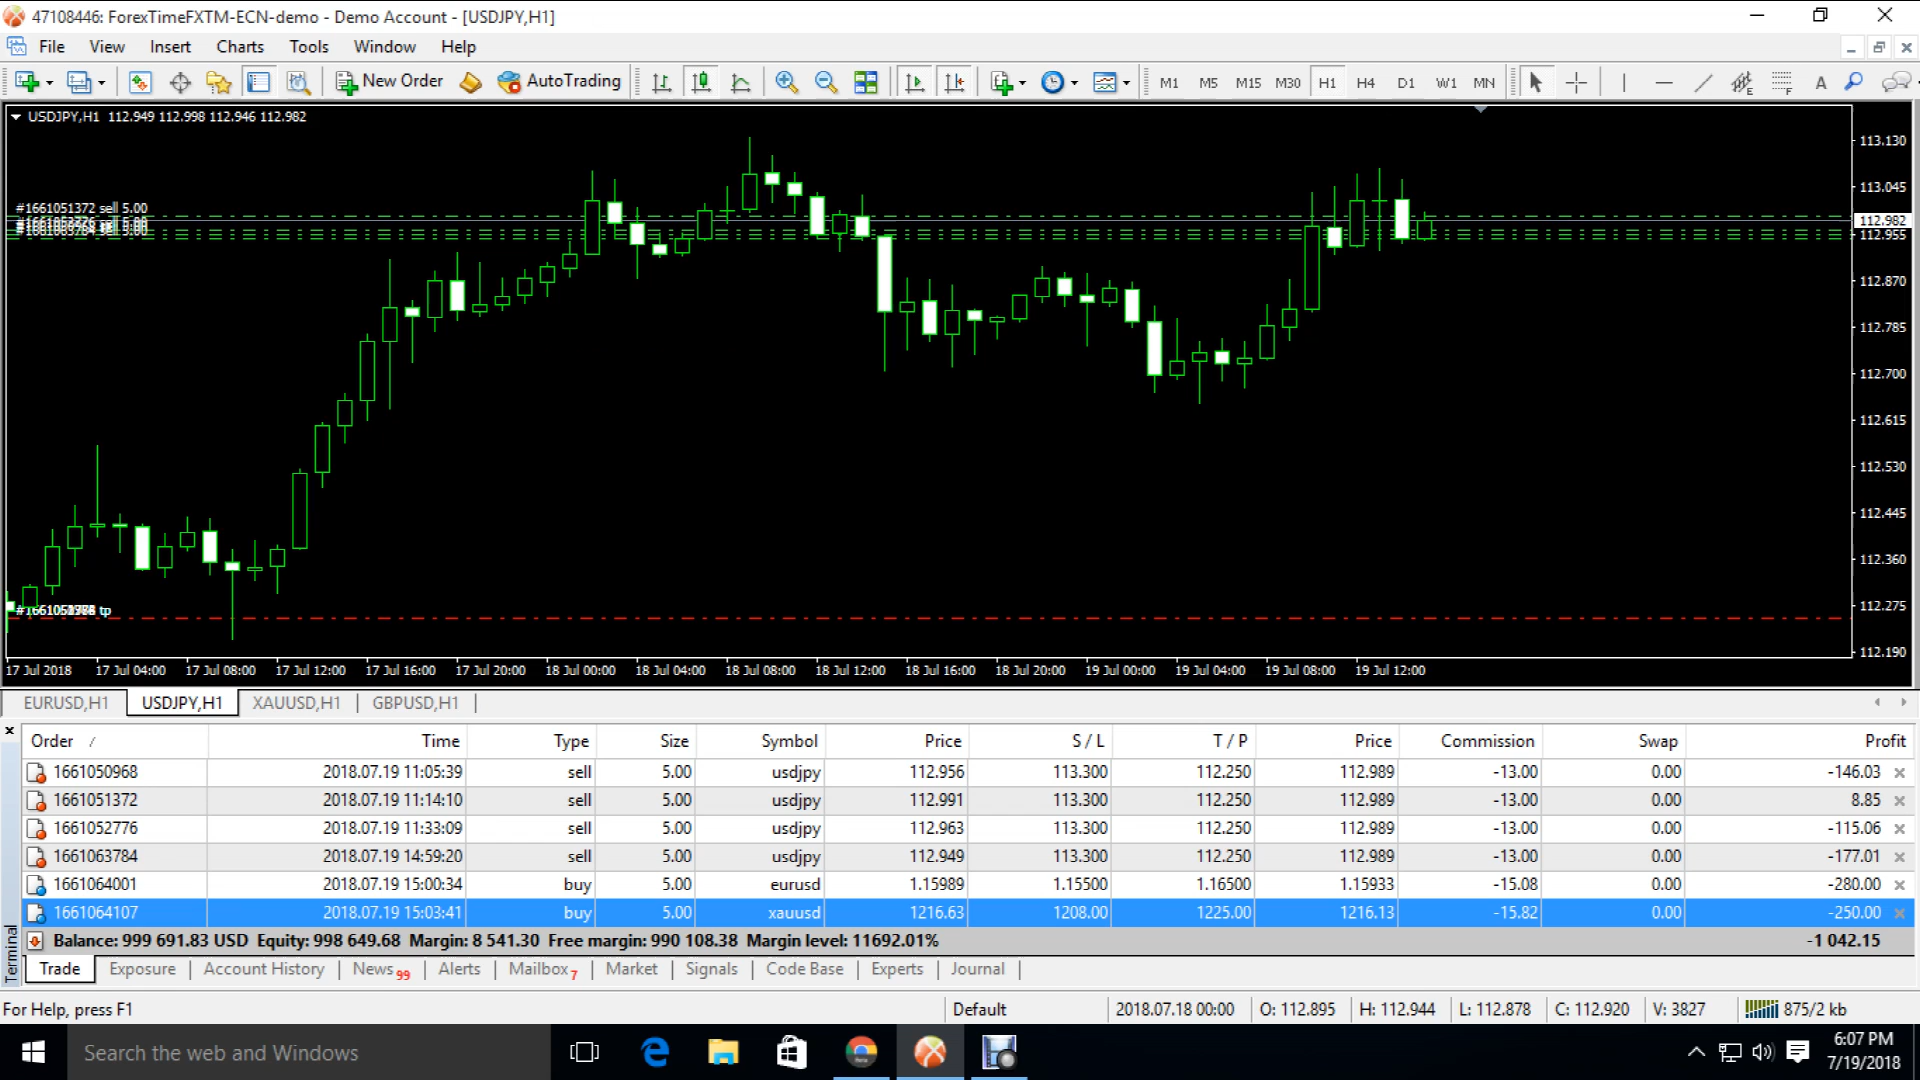 47108446: ForexTimeFXTM-ECN-demo - Demo Account - [USDJPY,H1]
File View Insert Charts Tools Window Help
New Order AutoTrading M1 M5 M15 M30 H1 H4 D1 W1 MN
USDJPY,H1 112.949 112.998 112.946 112.982
113.130
113.045
#1661051372 sell 5.00
112.982
112.955
112.870
112.785
112.700
112.615
112.530
112.445
112.360
112.275
tp
112.190
17 Jul 2018 17 Jul 04:00 17 Jul 08:00 17 Jul 12:00 17 Jul 16:00 17 Jul 20:00 18 Jul 00:00 18 Jul 04:00 18 Jul 08:00 18 Jul 12:00 18 Jul 16:00 18 Jul 20:00 19 Jul 00:00 19 Jul 04:00 19 Jul 08:00 19 Jul 12:00
EURUSD,H1 USDJPY,H1 XAUUSD,H1 GBPUSD,H1
Order / Time Type Size Symbol Price S / L T / P Price Commission Swap Profit
1661050968 2018.07.19 11:05:39 sell 5.00 usdjpy 112.956 113.300 112.250 112.989 -13.00 0.00 -146.03
1661051372 2018.07.19 11:14:10 sell 5.00 usdjpy 112.991 113.300 112.250 112.989 -13.00 0.00 8.85
1661052776 2018.07.19 11:33:09 sell 5.00 usdjpy 112.963 113.300 112.250 112.989 -13.00 0.00 -115.06
1661063784 2018.07.19 14:59:20 sell 5.00 usdjpy 112.949 113.300 112.250 112.989 -13.00 0.00 -177.01
1661064001 2018.07.19 15:00:34 buy 5.00 eurusd 1.15989 1.15500 1.16500 1.15933 -15.08 0.00 -280.00
1661064107 2018.07.19 15:03:41 buy 5.00 xauusd 1216.63 1208.00 1225.00 1216.13 -15.82 0.00 -250.00
Balance: 999 691.83 USD Equity: 998 649.68 Margin: 8 541.30 Free margin: 990 108.38 Margin level: 11692.01% -1 042.15
Terminal
Trade Exposure Account History News 99 Alerts Mailbox 7 Market Signals Code Base Experts Journal
For Help, press F1 Default 2018.07.18 00:00 O: 112.895 H: 112.944 L: 112.878 C: 112.920 V: 3827 875/2 kb
Search the web and Windows
6:07 PM
7/19/2018